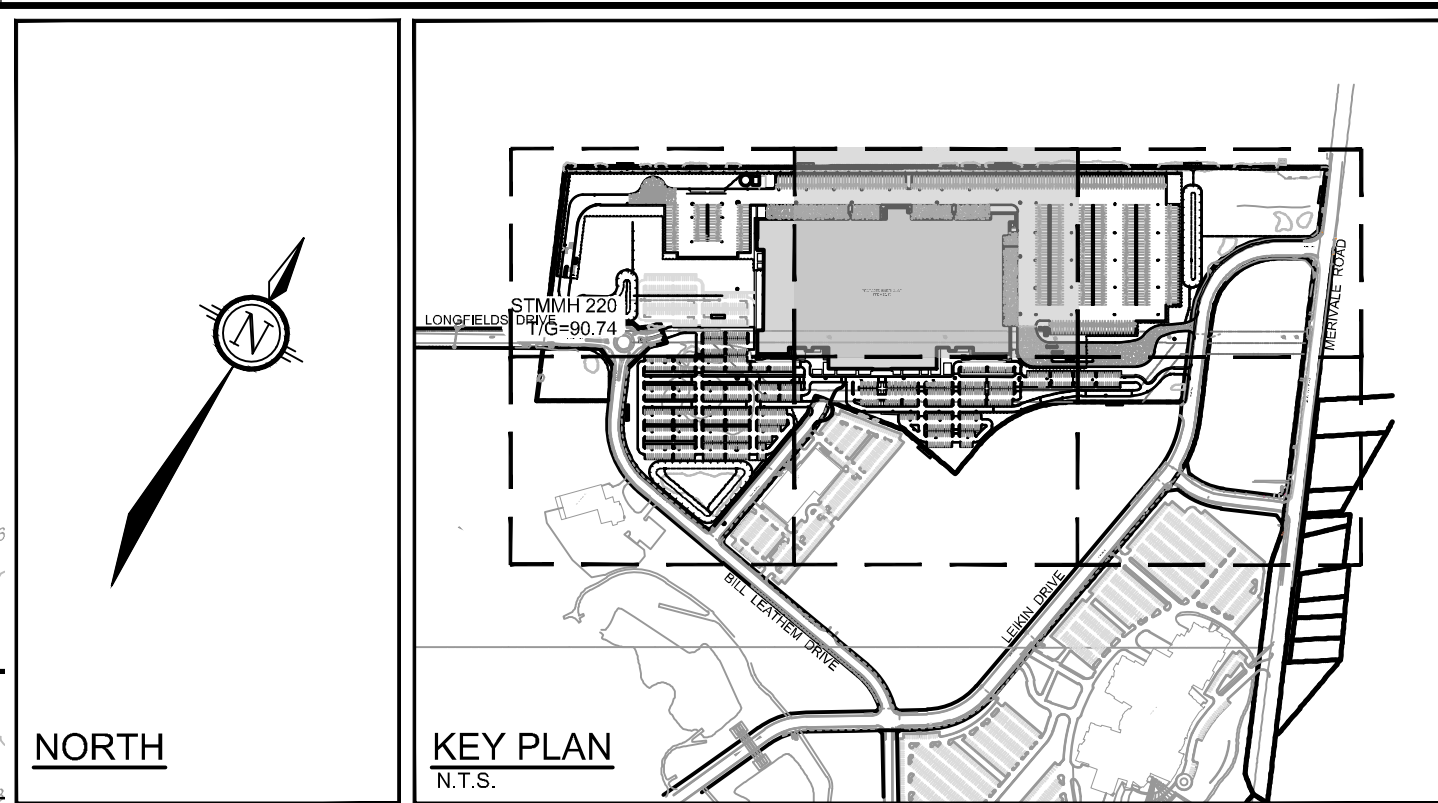 N
NORTH
KEY PLAN
N.T.S.
STMMH 220
T/G=90.74
LONGFIELDS DRIVE
MERIVALE ROAD
BILL LEATHEM DRIVE
LEIKIN DRIVE